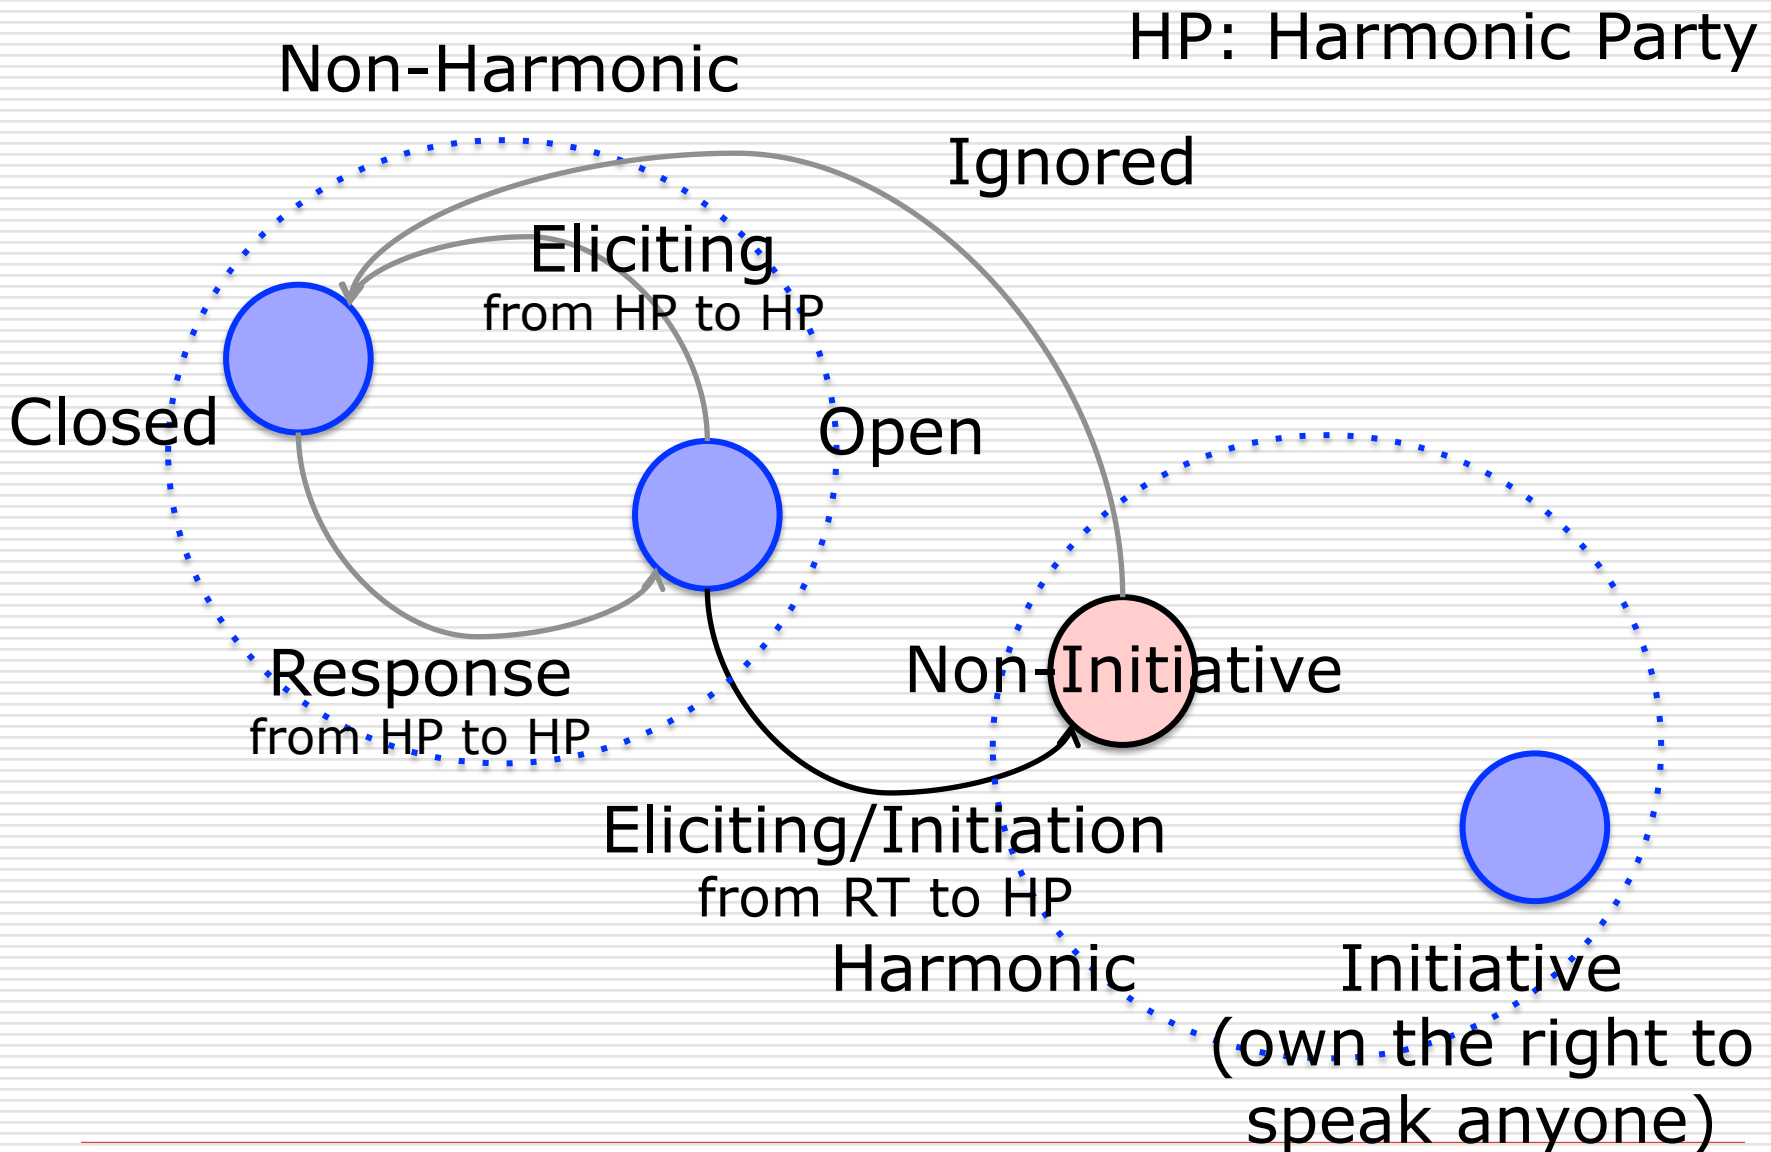 HP: Harmonic Party
Non-Harmonic
Ignored
Eliciting
from HP to HP
Closed
Open
Response
from HP to HP
Non-Initiative
Eliciting/Initiation
from RT to HP
Harmonic
Initiative
(own the right to
speak anyone)